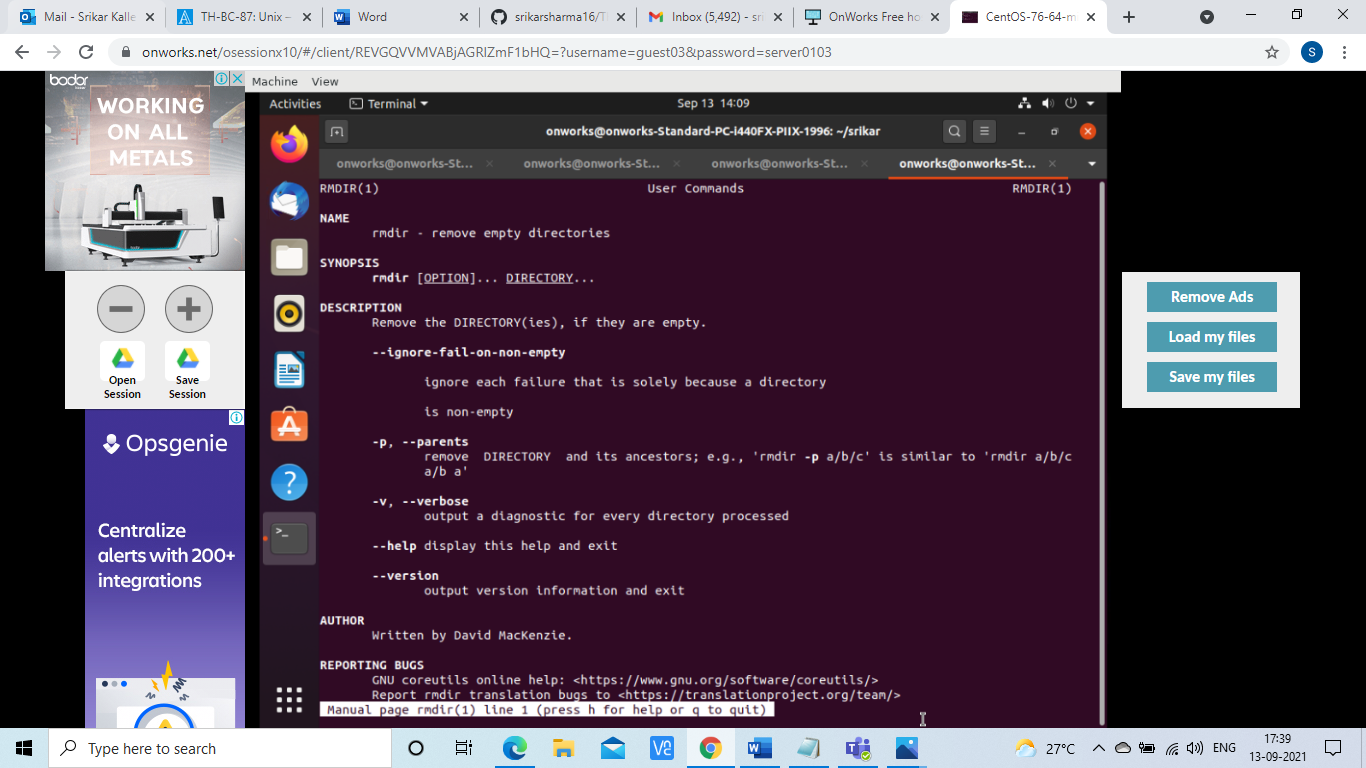 Mail - Srikar Kalle
TH-BC-87: Unix –
Word
srikarsharma16/T
Inbox (5,492) - sri
OnWorks Free ho
CentOS-76-64-m
onworks.net/osessionx10/#/client/REVGQVVMVABjAGRlZmF1bHQ=?username=guest03&password=server0103
S
Machine View
Activities
Terminal
Sep 13 14:09
onworks@onworks-Standard-PC-i440FX-PIIX-1996: ~/srikar
onworks@onworks-St...
onworks@onworks-St...
onworks@onworks-St...
onworks@onworks-St...
RMDIR(1) User Commands RMDIR(1)
NAME
rmdir - remove empty directories
SYNOPSIS
rmdir [OPTION]... DIRECTORY...
DESCRIPTION
Remove the DIRECTORY(ies), if they are empty.
--ignore-fail-on-non-empty
ignore each failure that is solely because a directory
is non-empty
-p, --parents
remove DIRECTORY and its ancestors; e.g., 'rmdir -p a/b/c' is similar to 'rmdir a/b/c
a/b a'
-v, --verbose
output a diagnostic for every directory processed
--help display this help and exit
--version
output version information and exit
AUTHOR
Written by David MacKenzie.
REPORTING BUGS
GNU coreutils online help: <https://www.gnu.org/software/coreutils/>
Report rmdir translation bugs to <https://translationproject.org/team/>
Manual page rmdir(1) line 1 (press h for help or q to quit)
bodor
WORKING
ON ALL
METALS
Open
Session
Save
Session
Opsgenie
Centralize
alerts with 200+
integrations
Remove Ads
Load my files
Save my files
Type here to search
27°C
ENG
17:39
13-09-2021